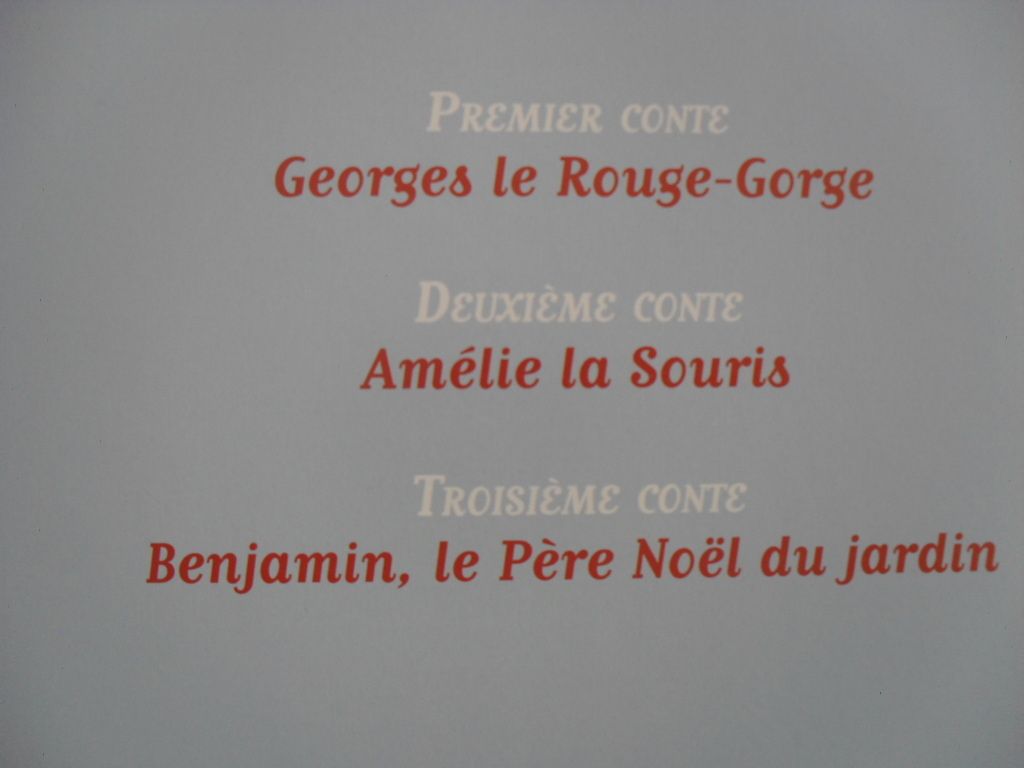 PREMIER CONTE
Georges le Rouge-Gorge
DEUXIÈME CONTE
Amélie la Souris
TROISIÈME CONTE
Benjamin, le Père Noël du jardin